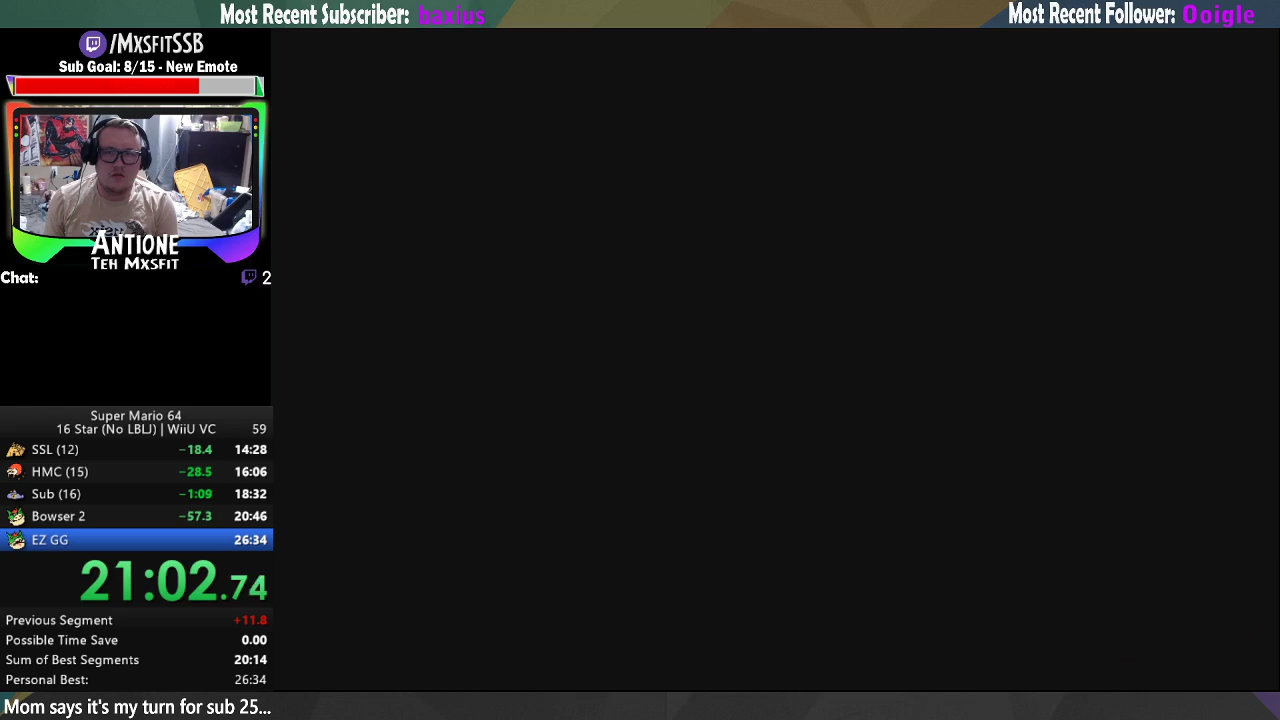 Most Recent Subscriber: baxius
Most Recent Follower: Ooigle
/MxsfitSSB
Sub Goal: 8/15 - New Emote
Antione
Teh Mxsfit
Chat: 2
Super Mario 64
16 Star (No LBLJ) | WiiU VC 59
SSL (12) -18.4 14:28
HMC (15) -28.5 16:06
Sub (16) -1:09 18:32
Bowser 2 -57.3 20:46
EZ GG 26:34
21:02.74
Previous Segment +11.8
Possible Time Save 0.00
Sum of Best Segments 20:14
Personal Best: 26:34
Mom says it's my turn for sub 25...